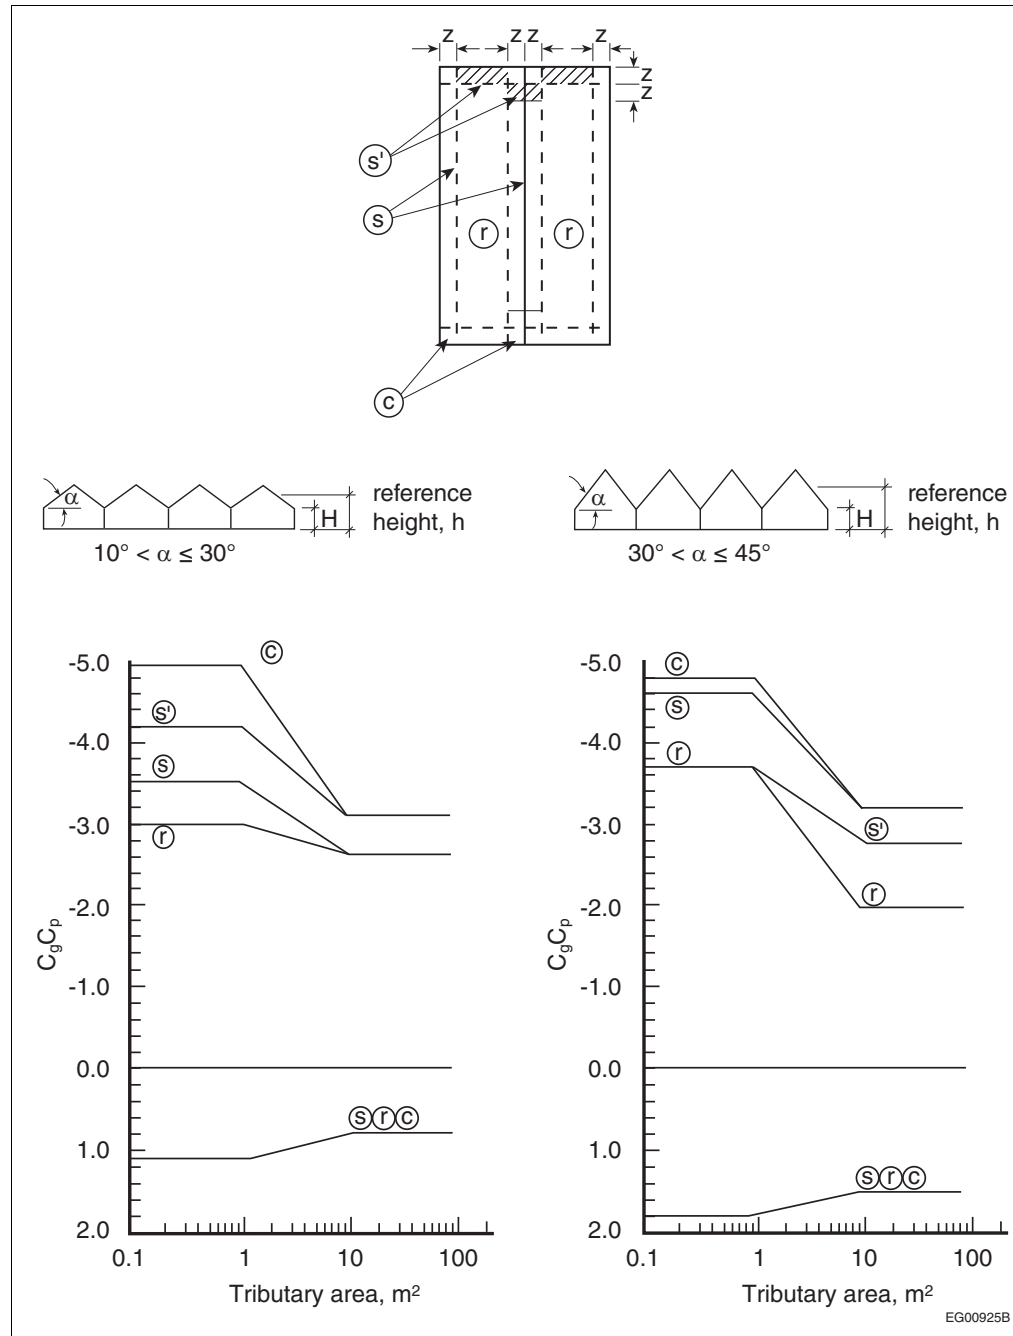 z z z z
z
z
s'
s
r r
c
α H reference height, h
10° < α ≤ 30°
α H reference height, h
30° < α ≤ 45°
-5.0
-4.0
-3.0
-2.0
-1.0
0.0
1.0
2.0
CgCp
c
s'
s
r
s r c
0.1 1 10 100
Tributary area, m²
-5.0
-4.0
-3.0
-2.0
-1.0
0.0
1.0
2.0
CgCp
c
s
r
s'
r
s r c
0.1 1 10 100
Tributary area, m²
EG00925B